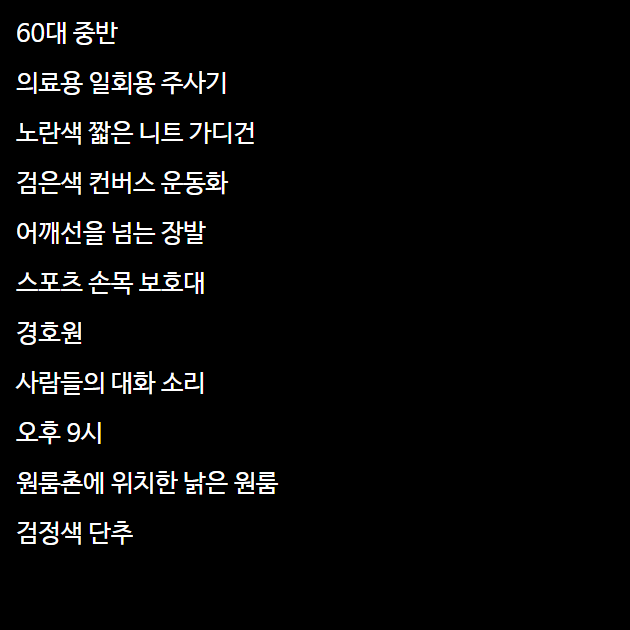 60대 중반
의료용 일회용 주사기
노란색 짧은 니트 가디건
검은색 컨버스 운동화
어깨선을 넘는 장발
스포츠 손목 보호대
경호원
사람들의 대화 소리
오후 9시
원룸촌에 위치한 낡은 원룸
검정색 단추